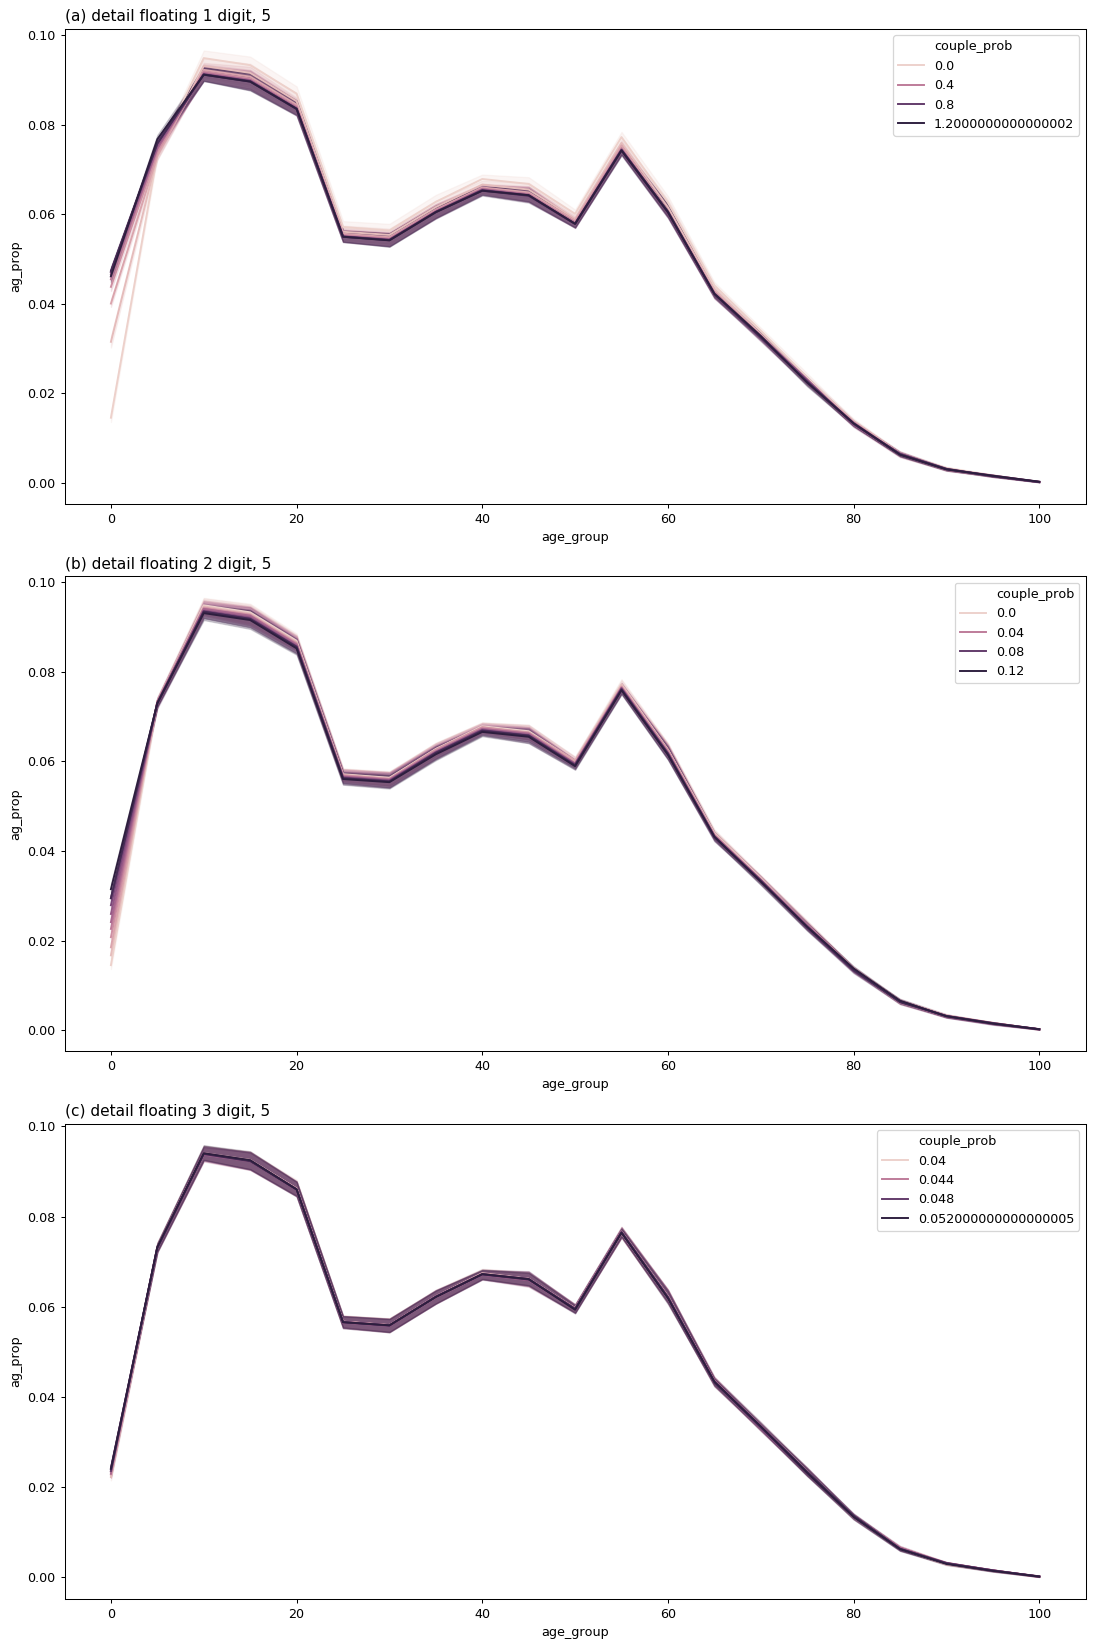 (a) detail floating 1 digit, 5
0.10
0.08
0.06
0.04
0.02
0.00
ag_prop
couple_prob
0.0
0.4
0.8
1.2000000000000002
0 20 40 60 80 100
age_group
(b) detail floating 2 digit, 5
0.10
0.08
0.06
0.04
0.02
0.00
ag_prop
couple_prob
0.0
0.04
0.08
0.12
0 20 40 60 80 100
age_group
(c) detail floating 3 digit, 5
0.10
0.08
0.06
0.04
0.02
0.00
ag_prop
couple_prob
0.04
0.044
0.048
0.052000000000000005
0 20 40 60 80 100
age_group